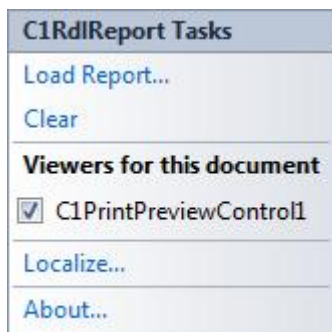 C1RdlReport Tasks
Load Report...
Clear
Viewers for this document
C1PrintPreviewControl1
Localize...
About...